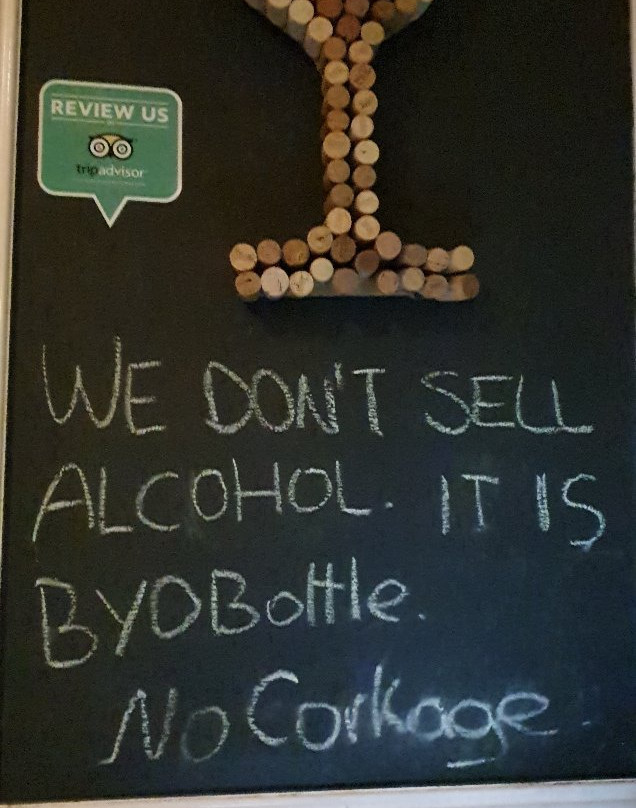 REVIEW US
tripadvisor
WE DON'T SELL
ALCOHOL. IT IS
BYOBottle.
No Corkage.